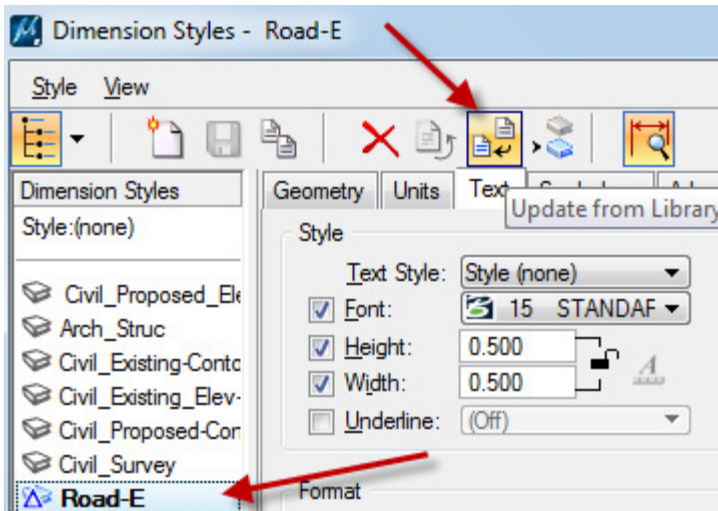 Dimension Styles - Road-E
Style View
Dimension Styles
Geometry Units Text
Update from Library
Style:(none)
Style
Text Style: Style (none)
Civil_Proposed_Ele
Font: 15 STANDAF
Arch_Struc
Height: 0.500
Civil_Existing-Conto
Width: 0.500
Civil_Existing_Elev-
Underline: (Off)
Civil_Proposed-Con
Civil_Survey
Road-E
Format